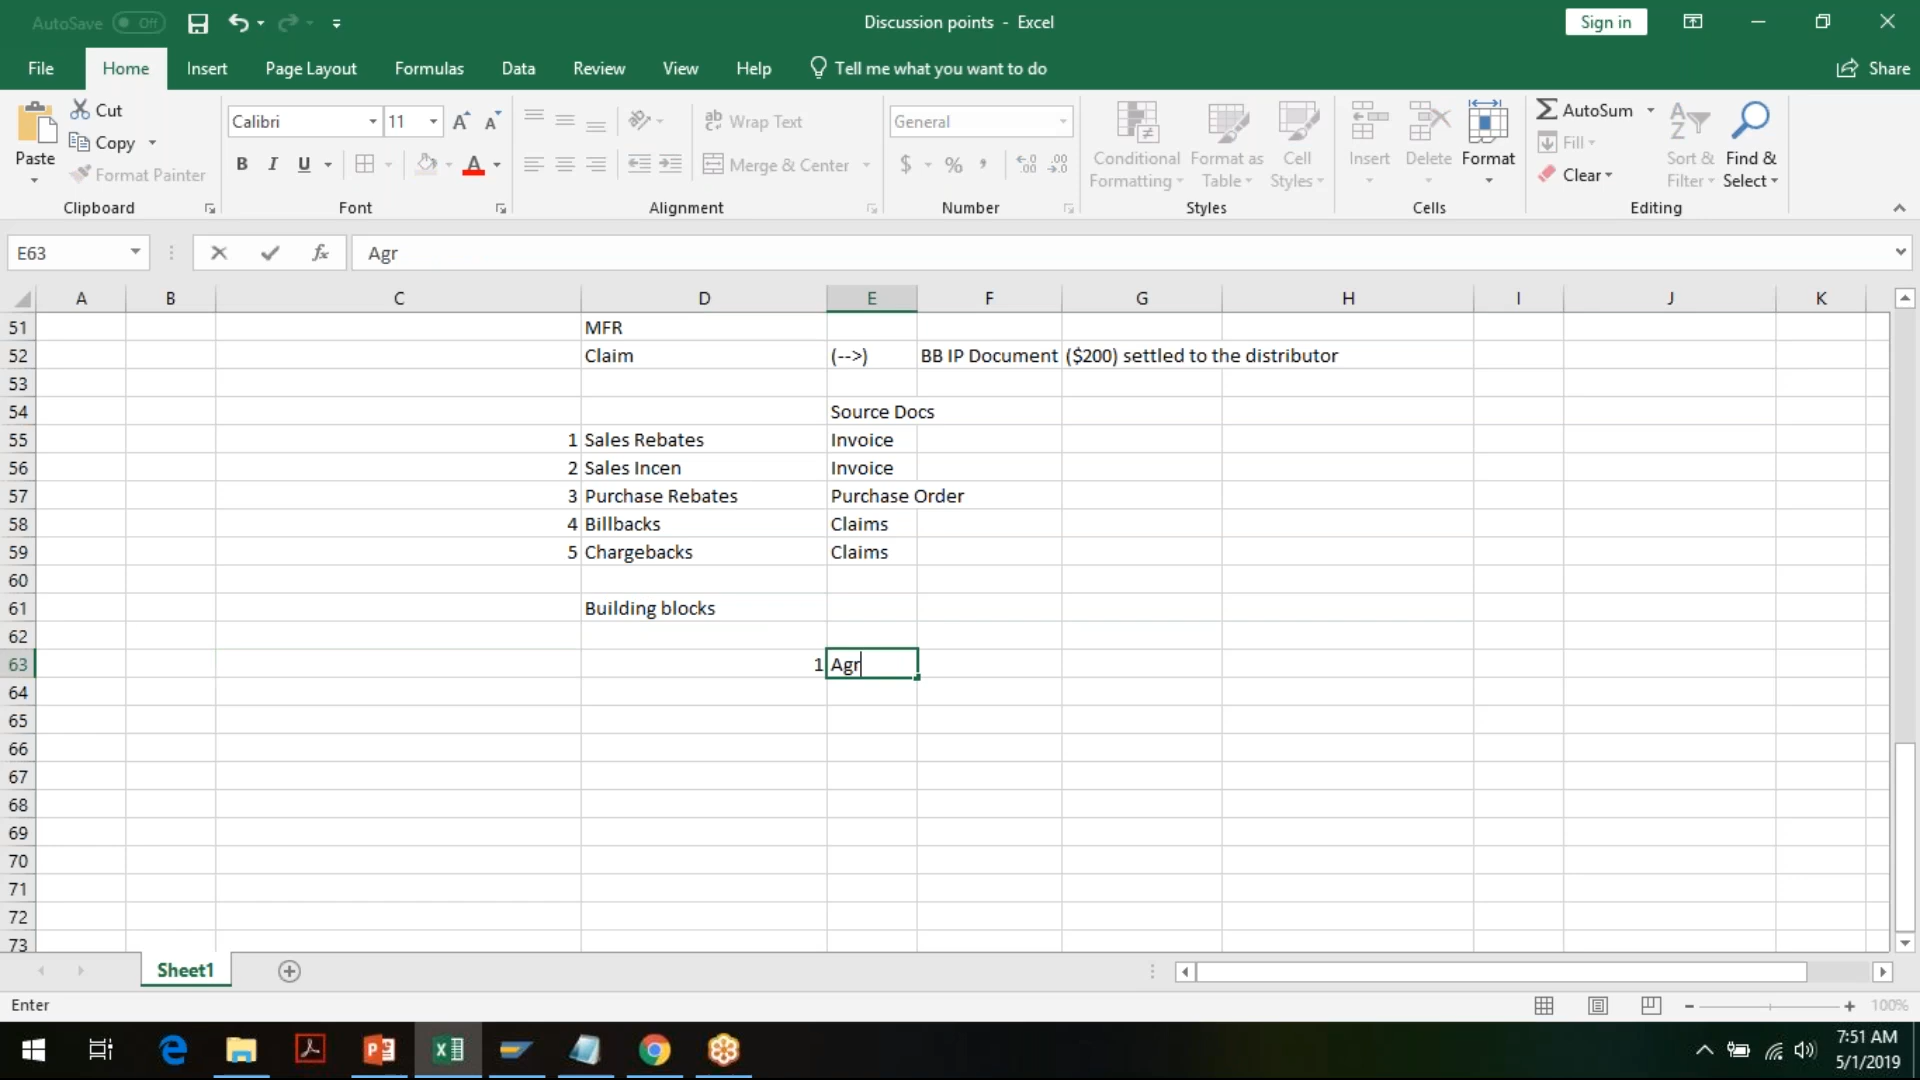 AutoSave Off
Discussion points - Excel
Sign in
File Home Insert Page Layout Formulas Data Review View Help Tell me what you want to do Share
Paste
Cut
Copy
Format Painter
Clipboard
Calibri 11
B I U
Font
Wrap Text
Merge & Center
Alignment
General
$ % ,
Number
Conditional Formatting
Format as Table
Cell Styles
Styles
Insert Delete Format
Cells
AutoSum
Fill
Clear
Sort & Filter
Find & Select
Editing
E63 fx Agr
A B C D E F G H I J K
51 MFR
52 Claim (-->) BB IP Document ($200) settled to the distributor
53
54 Source Docs
55 1 Sales Rebates Invoice
56 2 Sales Incen Invoice
57 3 Purchase Rebates Purchase Order
58 4 Billbacks Claims
59 5 Chargebacks Claims
60
61 Building blocks
62
63 1 Agr
64
65
66
67
68
69
70
71
72
73
Sheet1
Enter
100%
7:51 AM
5/1/2019